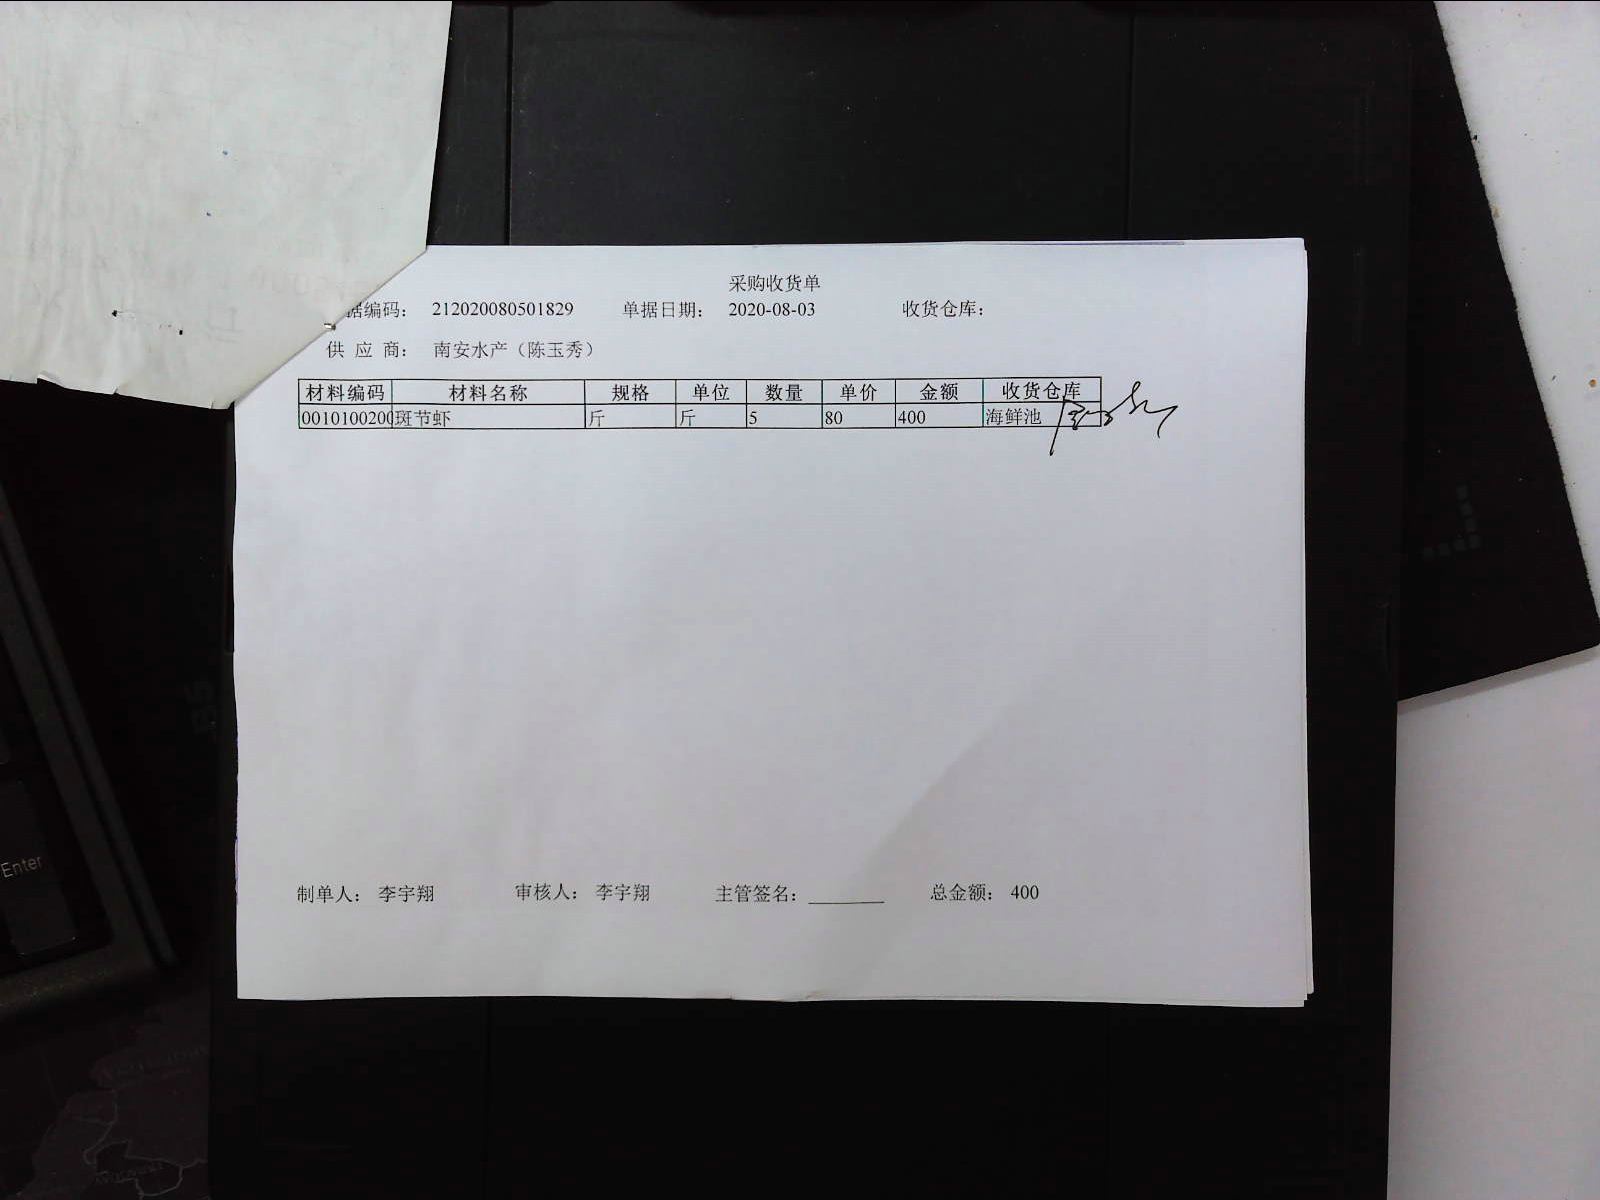 采购收货单
据编码： 212020080501829 单据日期： 2020-08-03 收货仓库：
供 应 商： 南安水产（陈玉秀）
材料编码 材料名称 规格 单位 数量 单价 金额 收货仓库
0010100200 斑节虾 斤 斤 5 80 400 海鲜池
制单人： 李宇翔 审核人： 李宇翔 主管签名： 总金额： 400
Enter
B5